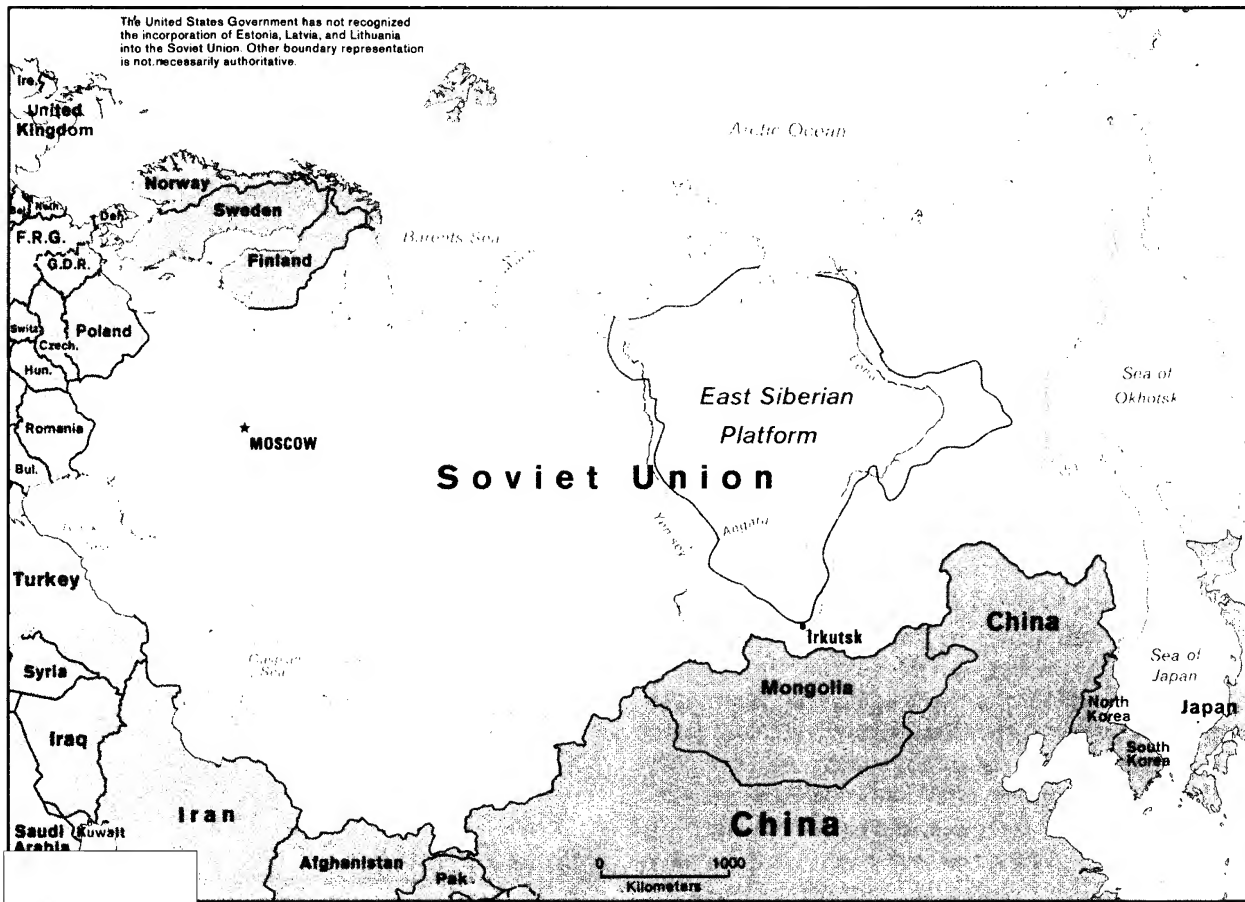 The United States Government has not recognized
the incorporation of Estonia, Latvia, and Lithuania
into the Soviet Union. Other boundary representation
is not necessarily authoritative.
Ire.
United
Kingdom
Arctic Ocean
Norway
Sweden
Neth.
Den.
F.R.G.
G.D.R.
Finland
Barents Sea
Switz.
Poland
Czech.
Hun.
Romania
Bul.
MOSCOW
Lena
East Siberian
Platform
Sea of
Okhotsk
Soviet Union
Yenisey
Angara
Sea
Turkey
Syria
Caspian
Sea
Iraq
Iran
Saudi
Arabia
Kuwait
Afghanistan
Pak.
Irkutsk
China
Mongolia
Sea of
Japan
North
Korea
Japan
South
Korea
China
0 1000
Kilometers